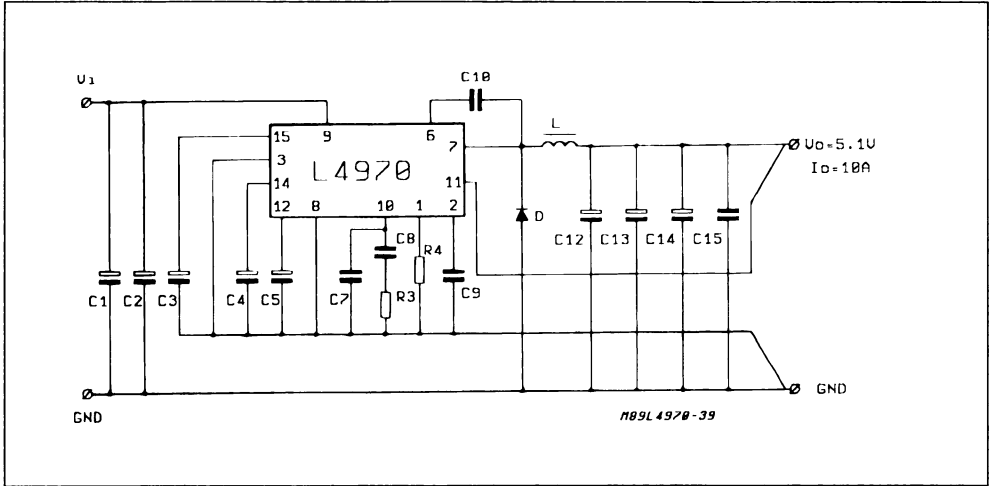 Vi
C10
15
9
6
3
L4970
7
L
Vo=5.1V
14
11
Io=10A
12
8
10
1
2
C8
R4
D
C12
C13
C14
C15
C1
C2
C3
C4
C5
C7
R3
C9
GND
GND
M89L4970-39